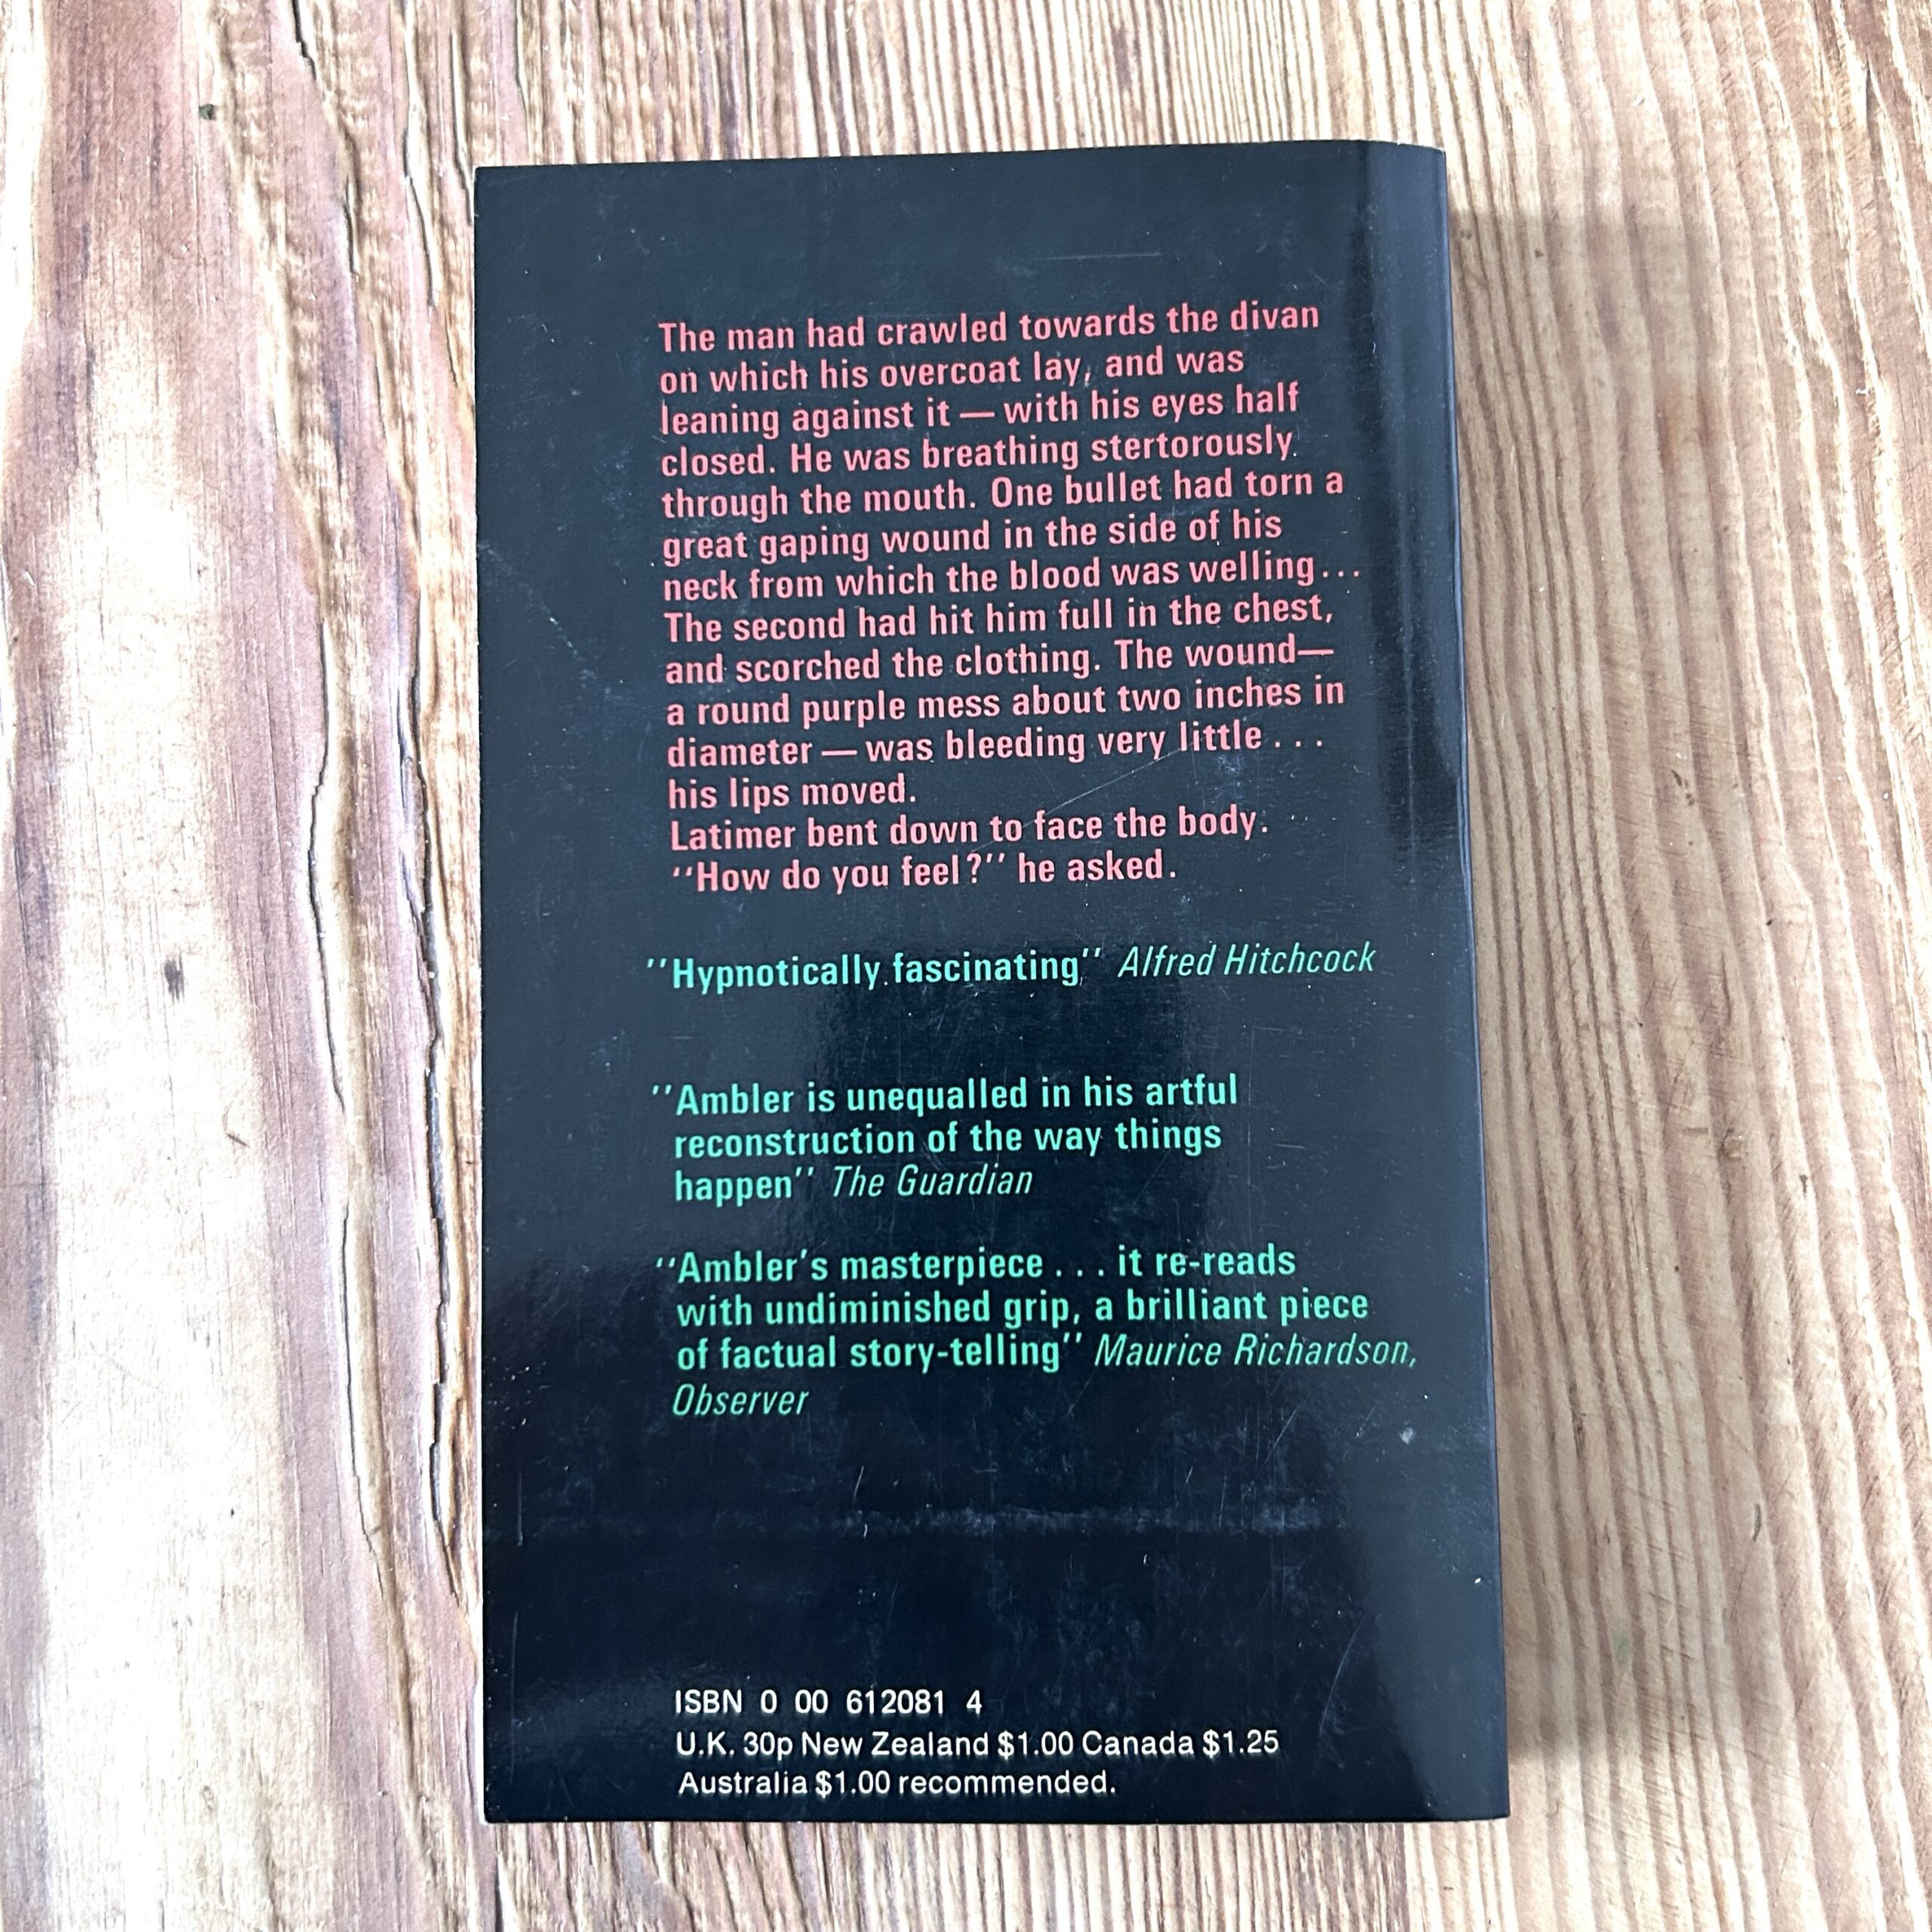 The man had crawled towards the divan
on which his overcoat lay, and was
leaning against it — with his eyes half
closed. He was breathing stertorously
through the mouth. One bullet had torn a
great gaping wound in the side of his
neck from which the blood was welling...
The second had hit him full in the chest,
and scorched the clothing. The wound—
a round purple mess about two inches in
diameter — was bleeding very little . . .
his lips moved.
Latimer bent down to face the body.
"How do you feel?" he asked.
"Hypnotically fascinating" Alfred Hitchcock
"Ambler is unequalled in his artful
reconstruction of the way things
happen" The Guardian
"Ambler's masterpiece . . . it re-reads
with undiminished grip, a brilliant piece
of factual story-telling" Maurice Richardson,
Observer
ISBN 0 00 612081 4
U.K. 30p New Zealand $1.00 Canada $1.25
Australia $1.00 recommended.